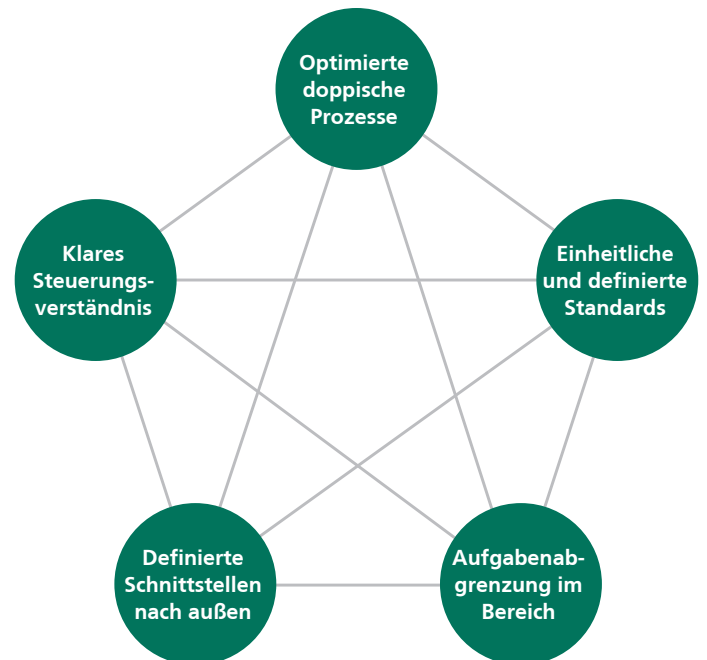 Optimierte
doppische
Prozesse
Klares
Steuerungs-
verständnis
Einheitliche
und definierte
Standards
Definierte
Schnittstellen
nach außen
Aufgabenab-
grenzung im
Bereich